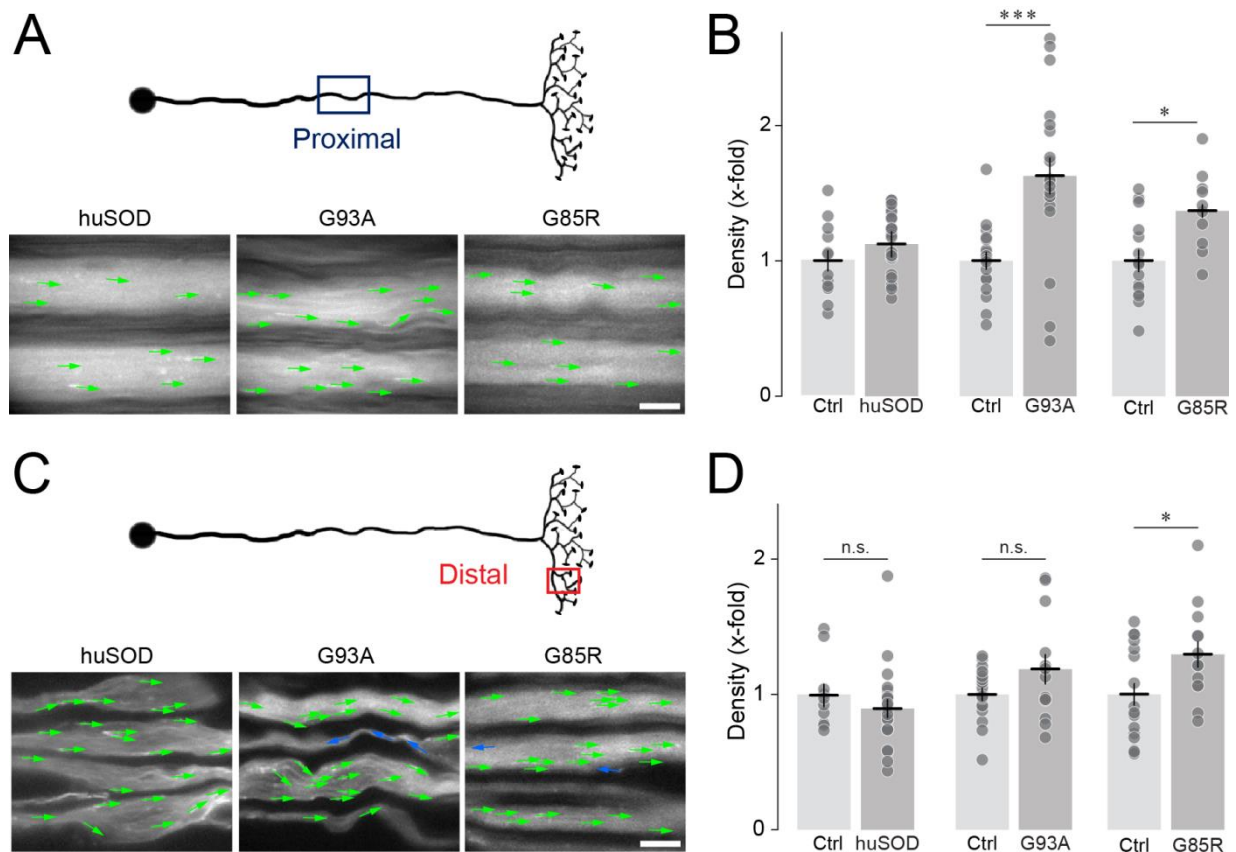 A
Proximal
huSOD G93A G85R
B
Density (x-fold)
2
1
0
*** *
Ctrl huSOD Ctrl G93A Ctrl G85R
C
Distal
huSOD G93A G85R
D
Density (x-fold)
2
1
0
n.s. n.s. *
Ctrl huSOD Ctrl G93A Ctrl G85R